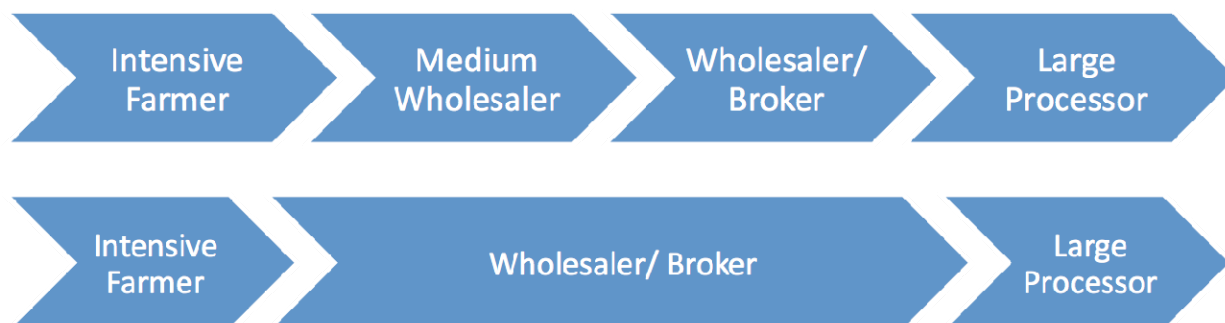 Intensive
Farmer
Medium
Wholesaler
Wholesaler/
Broker
Large
Processor
Intensive
Farmer
Wholesaler/ Broker
Large
Processor